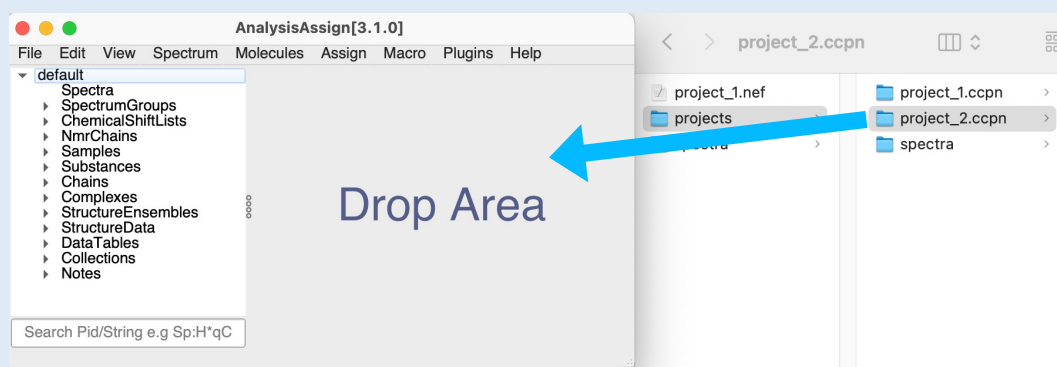 AnalysisAssign[3.1.0]
File Edit View Spectrum Molecules Assign Macro Plugins Help
default
Spectra
SpectrumGroups
ChemicalShiftLists
NmrChains
Samples
Substances
Chains
Complexes
StructureEnsembles
StructureData
DataTables
Collections
Notes
Search Pid/String e.g Sp:H*qC
Drop Area
project_2.ccpn
project_1.nef
projects
project_1.ccpn
project_2.ccpn
spectra